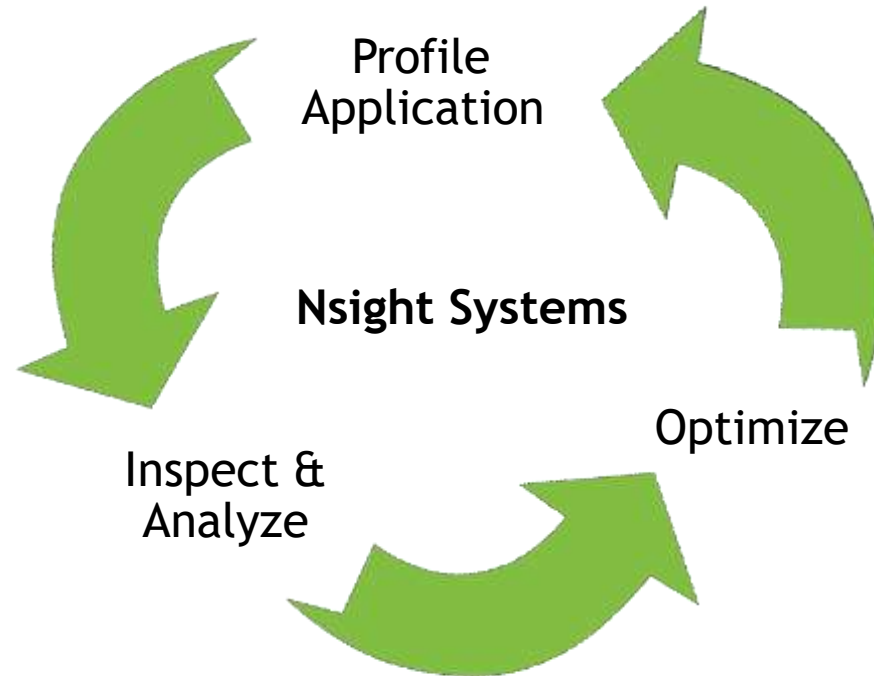 Profile
Application
Nsight Systems
Optimize
Inspect &
Analyze